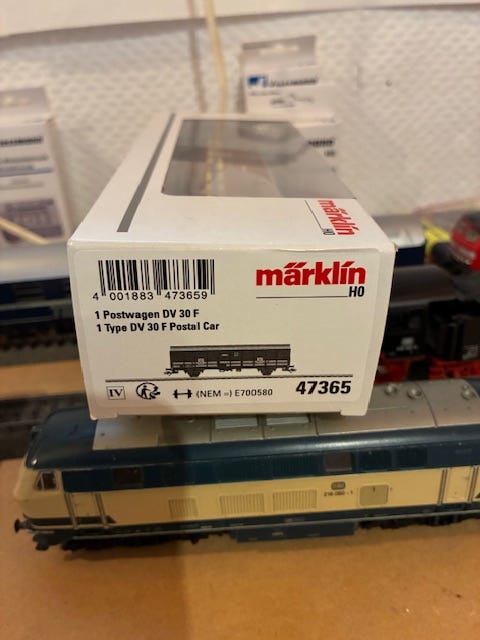 märklin
HO
märklin
HO
4 001883 473659
1 Postwagen DV 30 F
1 Type DV 30 F Postal Car
IV
(NEM =) E700580
47365
1